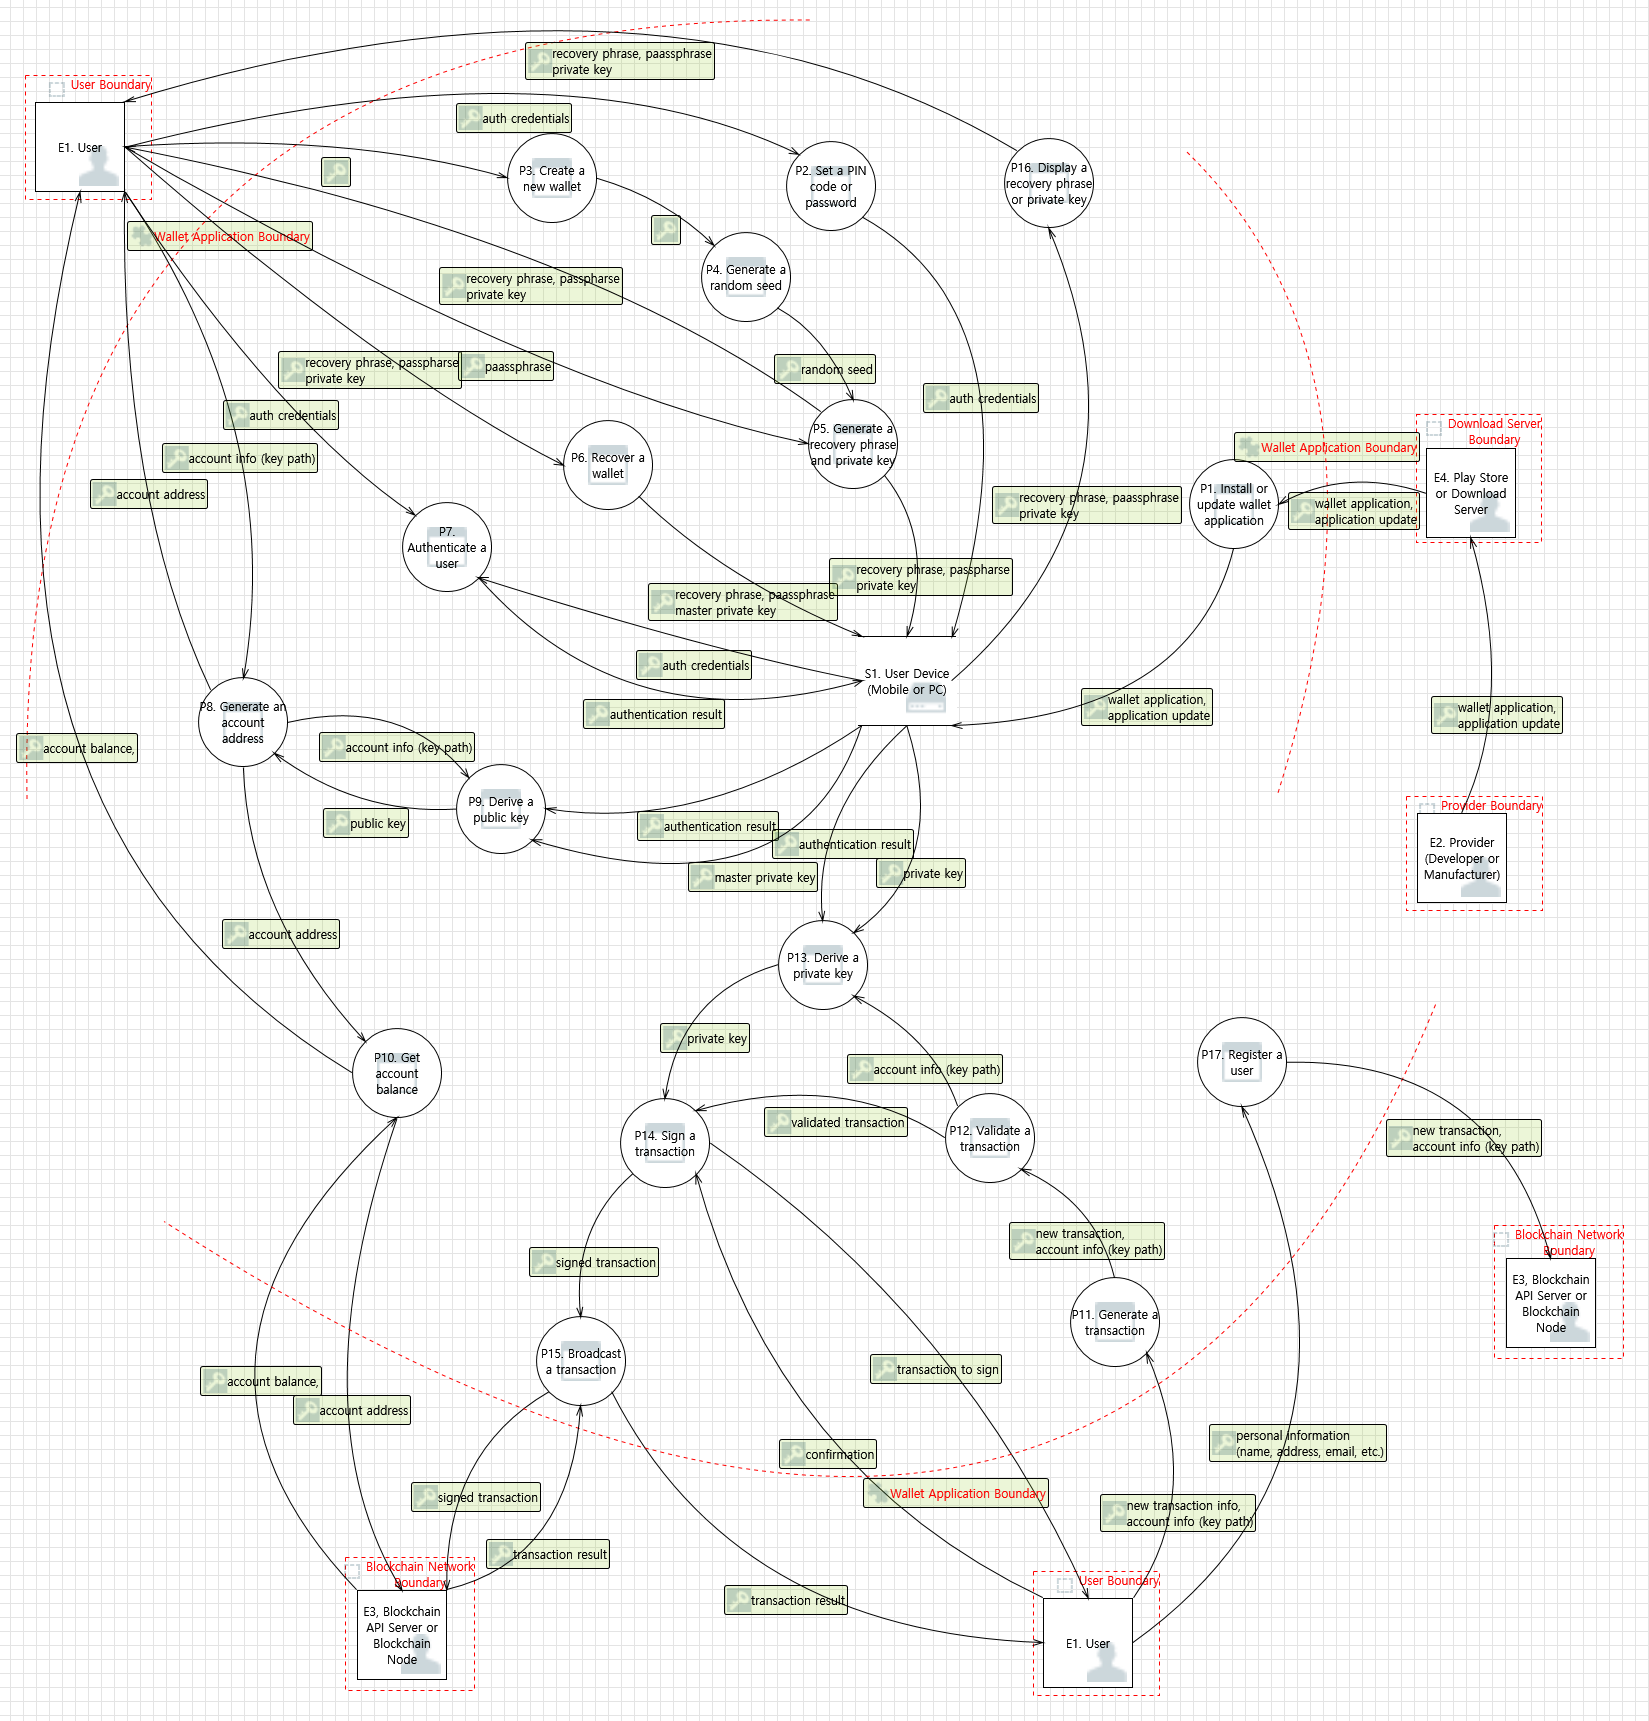 recovery phrase, paassphrase
private key
User Boundary
auth credentials
E1. User
P3. Create a
new wallet
P2. Set a PIN
code or
password
P16. Display a
recovery phrase
or private key
Wallet Application Boundary
P4. Generate a
random seed
recovery phrase, passpharse
private key
recovery phrase, passpharse
private key
paassphrase
random seed
auth credentials
auth credentials
account info (key path)
account address
P6. Recover a
wallet
P5. Generate a
recovery phrase
and private key
Wallet Application Boundary
Download Server
Boundary
E4. Play Store
or Download
Server
P1. Install or
update wallet
application
wallet application,
application update
recovery phrase, paassphrase
private key
P7.
Authenticate a
user
recovery phrase, passpharse
private key
recovery phrase, paassphrase
master private key
auth credentials
S1. User Device
(Mobile or PC)
authentication result
wallet application,
application update
wallet application,
application update
P8. Generate an
account
address
account balance,
account info (key path)
P9. Derive a
public key
public key
authentication result
authentication result
master private key
private key
Provider Boundary
E2. Provider
(Developer or
Manufacturer)
account address
P13. Derive a
private key
private key
P10. Get
account
balance
account info (key path)
P17. Register a
user
validated transaction
P14. Sign a
transaction
P12. Validate a
transaction
new transaction,
account info (key path)
signed transaction
new transaction,
account info (key path)
Blockchain Network
Boundary
E3, Blockchain
API Server or
Blockchain
Node
P11. Generate a
transaction
P15. Broadcast
a transaction
transaction to sign
account balance,
account address
confirmation
personal information
(name, address, email, etc.)
Wallet Application Boundary
signed transaction
new transaction info,
account info (key path)
transaction result
Blockchain Network
Boundary
E3, Blockchain
API Server or
Blockchain
Node
transaction result
User Boundary
E1. User